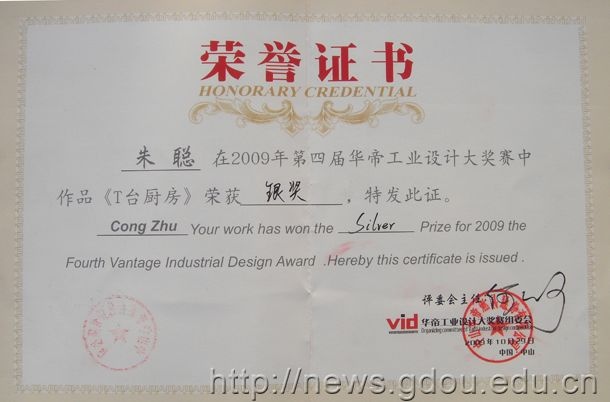 荣誉证书
HONORARY CREDENTIAL
朱 聪 在2009年第四届华帝工业设计大奖赛中
作品《T台厨房》荣获 银奖 ，特发此证。
Cong Zhu Your work has won the Silver Prize for 2009 the
Fourth Vantage Industrial Design Award .Hereby this certificate is issued .
评委会主任:
vid 华帝工业设计大奖赛组委会
2009年10月29日
中国·中山
http://news.gdou.edu.cn